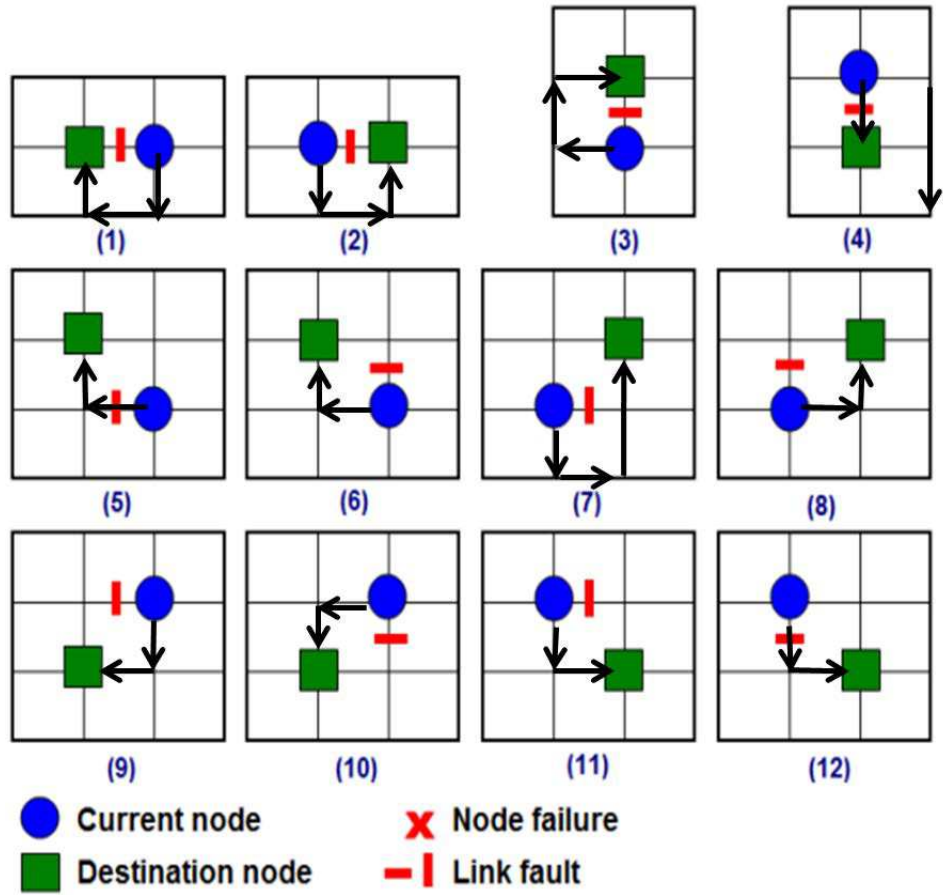 (1) (2) (3) (4)
(5) (6) (7) (8)
(9) (10) (11) (12)
Current node Node failure
Destination node Link fault